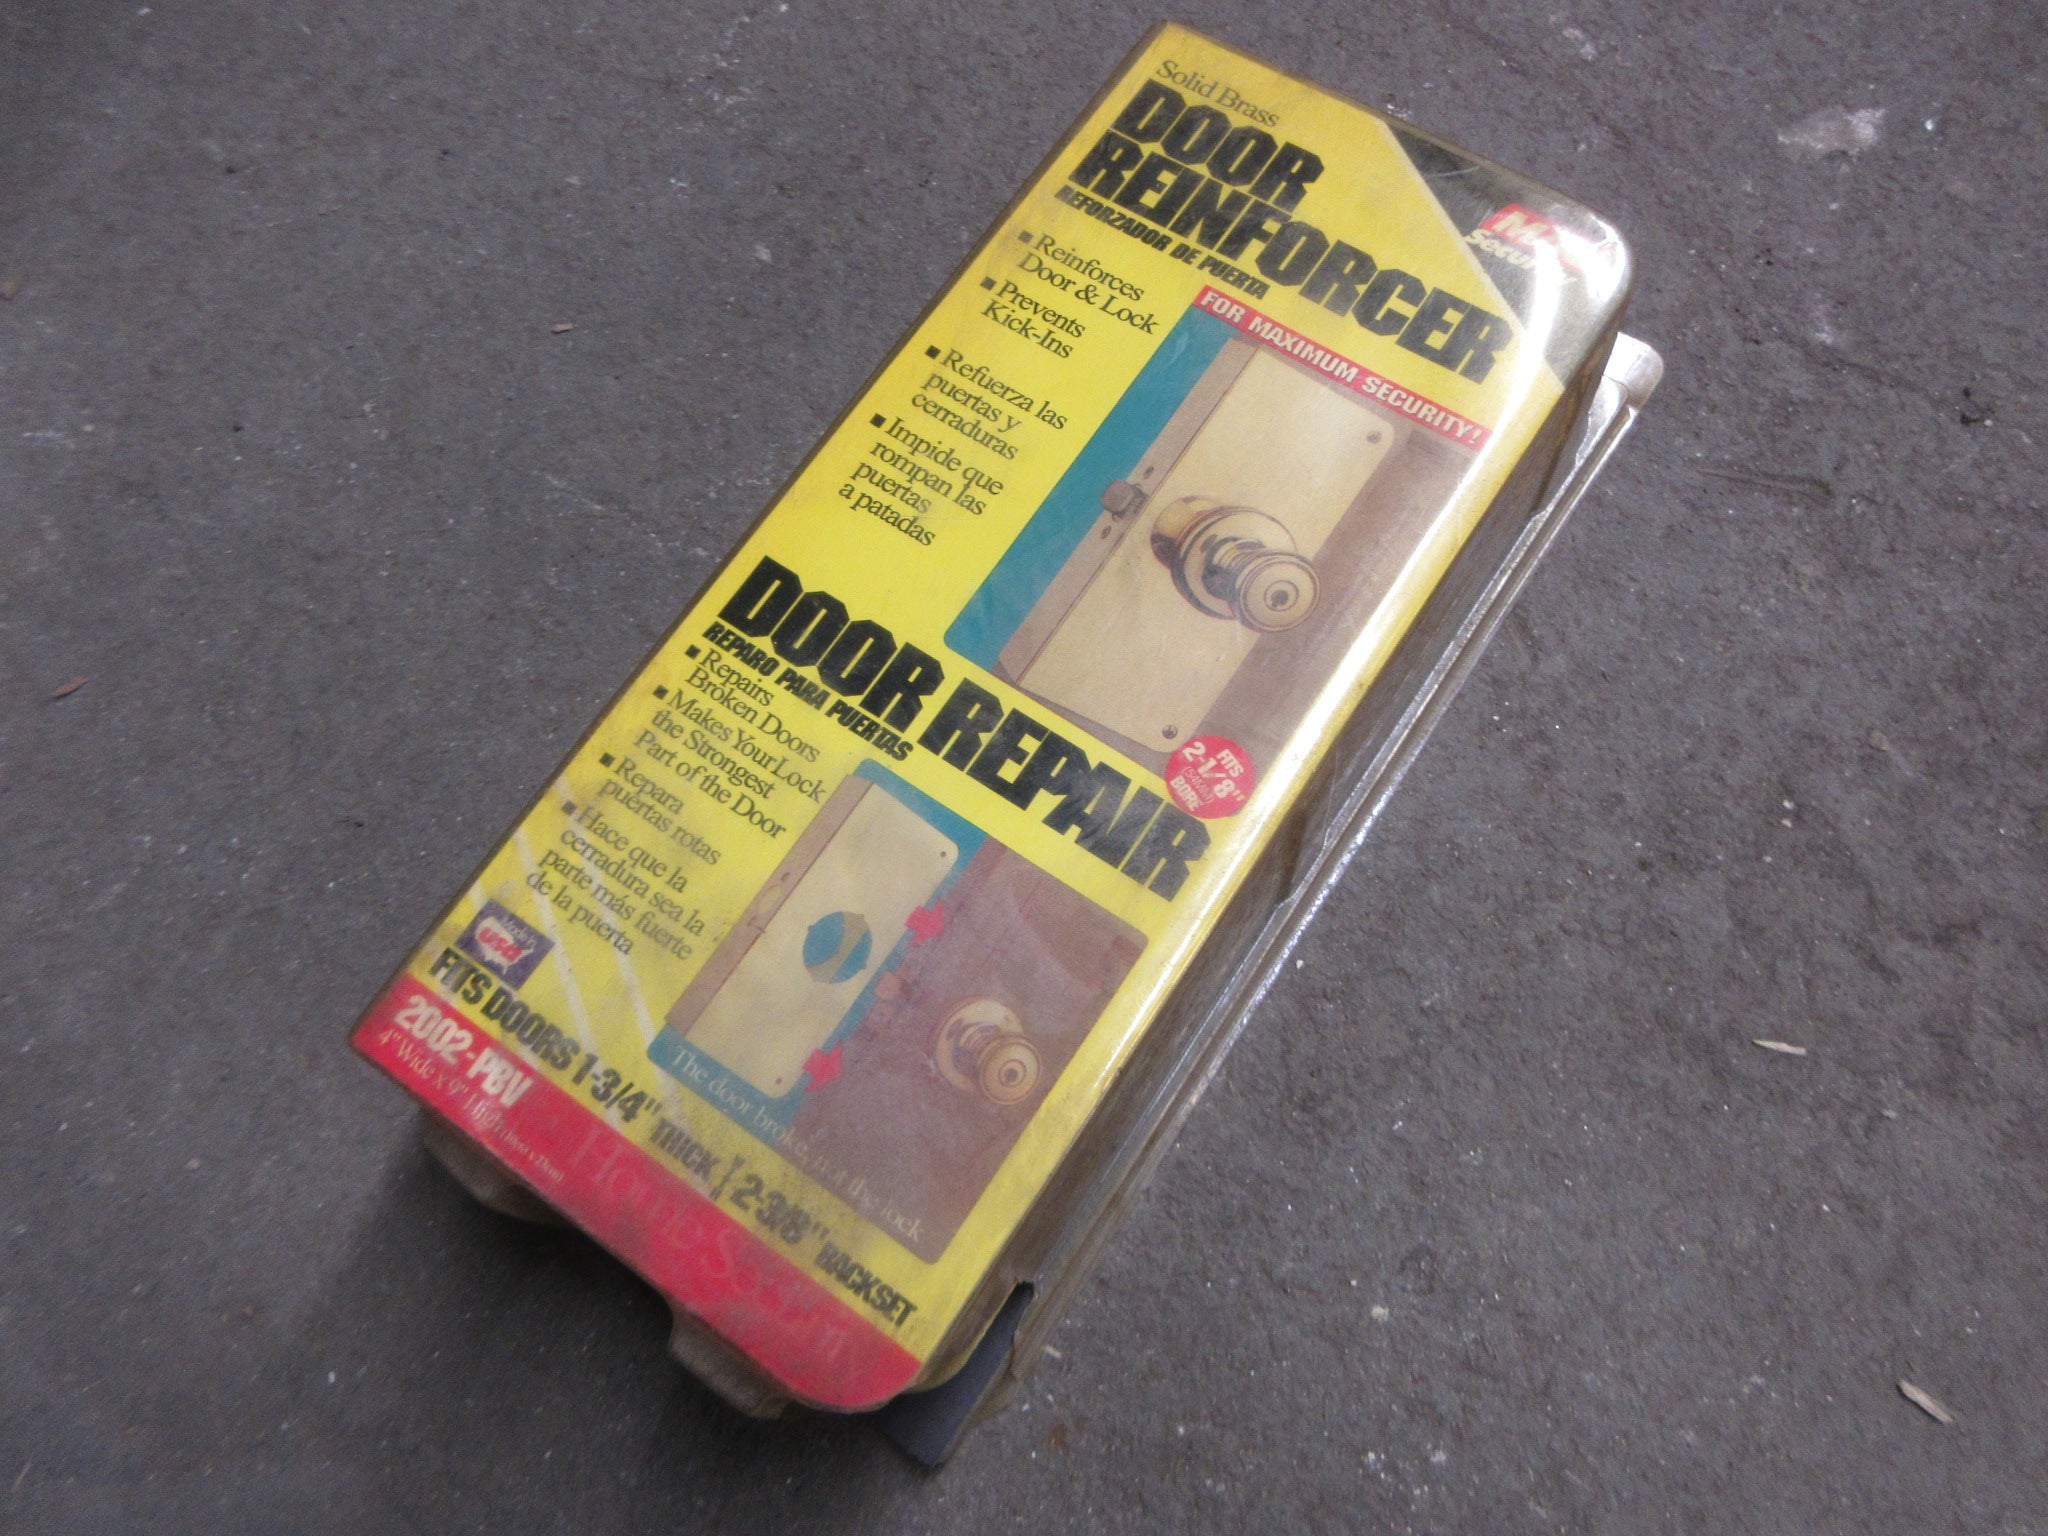 Solid Brass
DOOR
REINFORCER
REFORZADOR DE PUERTA
■ Reinforces
Door & Lock
■ Prevents
Kick-Ins
■ Refuerza las
puertas y
cerraduras
■ Impide que
rompan las
puertas
a patadas
FOR MAXIMUM SECURITY!
FITS
2-1/8"
(54MM)
BORE
DOOR REPAIR
REPARO PARA PUERTAS
■ Repairs
Broken Doors
■ Makes Your Lock
the Strongest
Part of the Door
■ Repara
puertas rotas
■ Hace que la
cerradura sea la
parte más fuerte
de la puerta
The door broke, not the lock
usa
FITS DOORS 1-3/4" THICK 2-3/8" BACKSET
2002-PBV
4" Wide x 9" High
Home